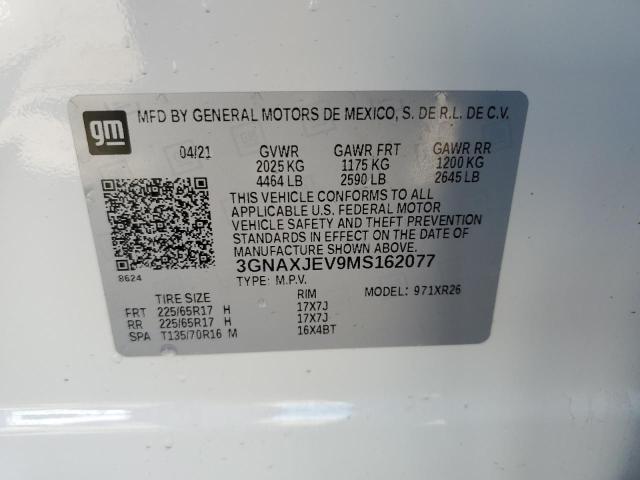 gm
MFD BY GENERAL MOTORS DE MEXICO, S. DE R.L. DE C.V.
04/21 GVWR GAWR FRT GAWR RR
2025 KG 1175 KG 1200 KG
4464 LB 2590 LB 2645 LB
THIS VEHICLE CONFORMS TO ALL
APPLICABLE U.S. FEDERAL MOTOR
VEHICLE SAFETY AND THEFT PREVENTION
STANDARDS IN EFFECT ON THE DATE OF
MANUFACTURE SHOWN ABOVE.
8624 3GNAXJEV9MS162077
TYPE: M.P.V.
TIRE SIZE RIM MODEL: 971XR26
FRT 225/65R17 H 17X7J
RR 225/65R17 H 17X7J
SPA T135/70R16 M 16X4BT